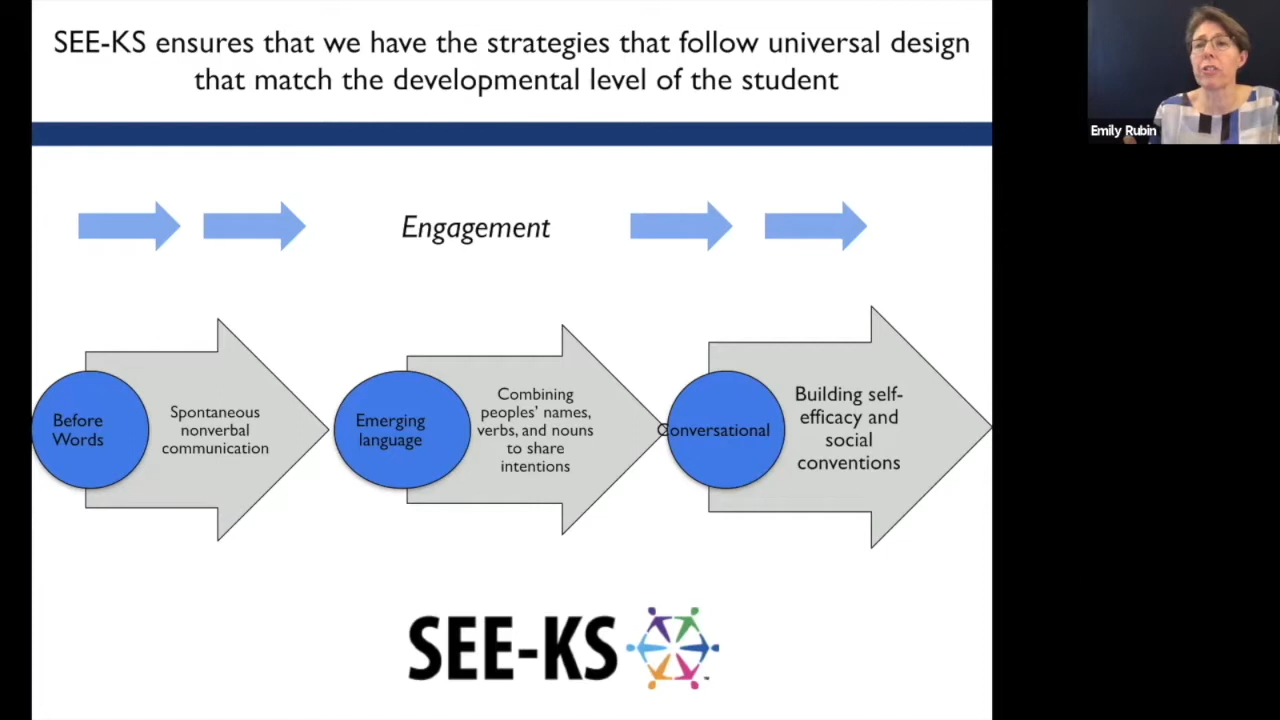 SEE-KS ensures that we have the strategies that follow universal design
that match the developmental level of the student
Emily Rubin
Engagement
Before
Words
Spontaneous
nonverbal
communication
Emerging
language
Combining
peoples' names,
verbs, and nouns
to share
intentions
Conversational
Building self-
efficacy and
social
conventions
SEE-KS